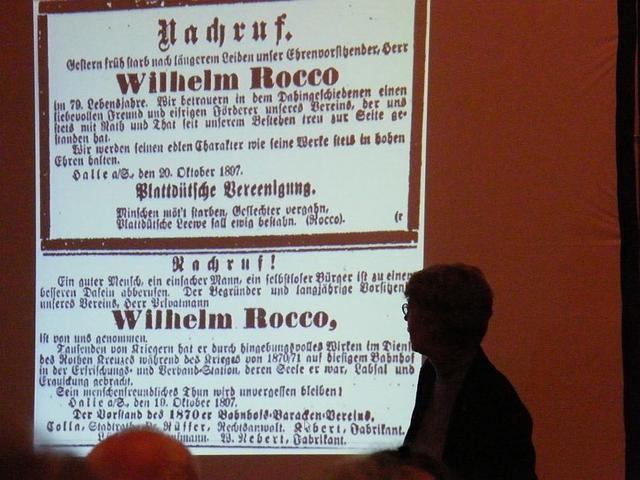 Nachruf.
Gestern früh starb nach längerem Leiden unser Ehrenvorsitzender, Herr
Wilhelm Rocco
im 79. Lebensjahre. Wir betrauern in dem Dahingeschiedenen einen
liebevollen Freund und eifrigen Förderer unseres Vereins, der uns
stets mit Rath und That seit unserem Bestehen treu zur Seite ge-
standen hat.
Wir werden seinen edlen Charakter wie seine Werke stets in hohen
Ehren halten.
Halle a/S., den 20. Oktober 1897.
Plattdütsche Vereenigung.
Minschen möt't starben, Geslechter vergahn,
Plattdütsche Leewe sall ewig bestahn. (Rocco). (r
Nachruf!
Ein guter Mensch, ein einfacher Mann, ein selbstloser Bürger ist zu einem
besseren Dasein abberufen. Der Begründer und langjährige Vorsitzende
unseres Vereins, Herr Privatmann
Wilhelm Rocco,
ist von uns genommen.
Tausenden von Kriegern hat er durch hingebungsvolles Wirken im Dienst
des Rothen Kreuzes während des Krieges von 1870/71 auf hiesigem Bahnhof
in der Erfrischungs- und Verband-Station, deren Seele er war, Labsal und
Erquickung gebracht.
Sein menschenfreundliches Thun wird unvergessen bleiben!
Halle a/S., den 19. Oktober 1897.
Der Vorstand des 1870er Bahnhofs-Baracken-Vereins.
Colla, Stadtrath. Rüffer, Rechtsanwalt. Kobert, Fabrikant.
W. Nebert, Fabrikant.